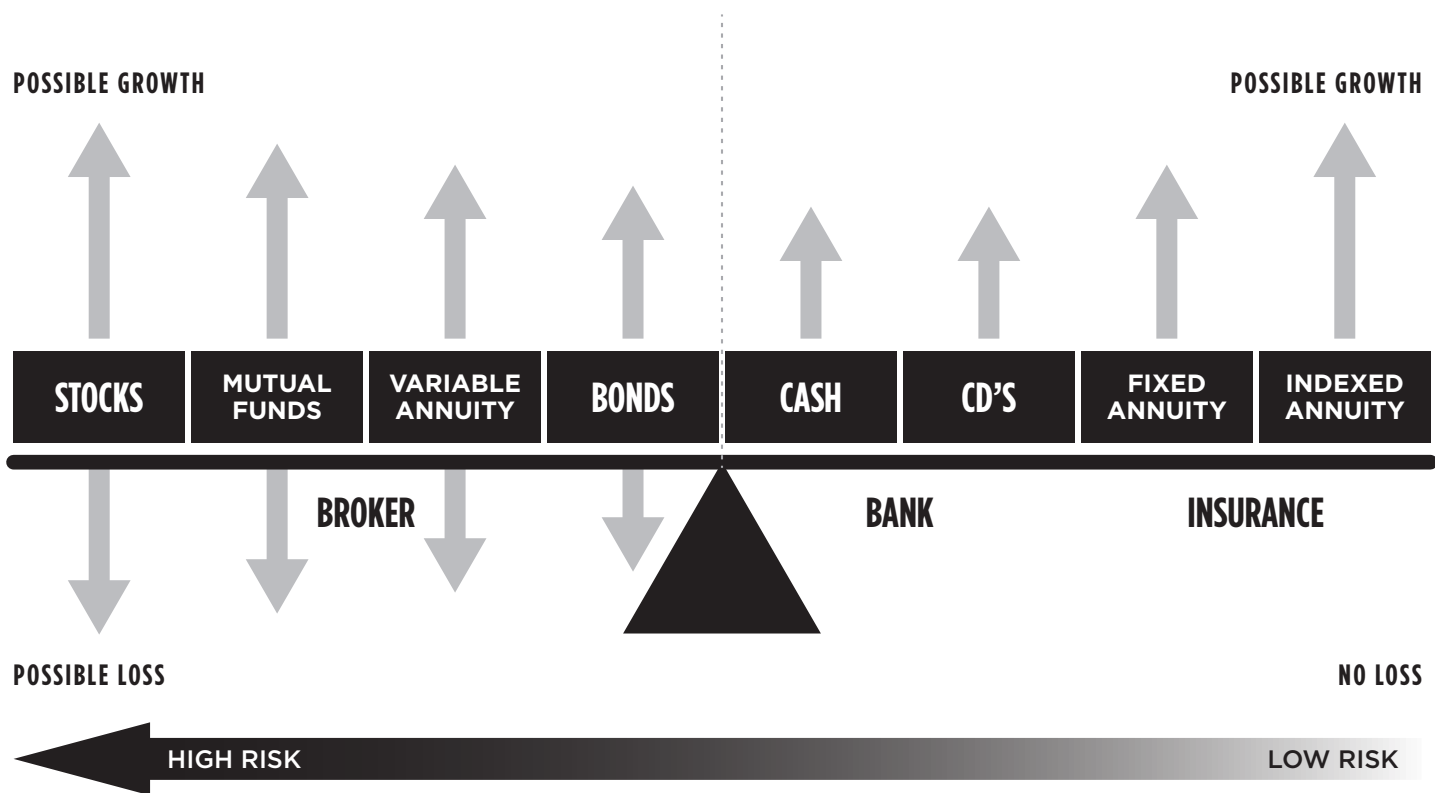 POSSIBLE GROWTH
POSSIBLE GROWTH
STOCKS
MUTUAL
FUNDS
VARIABLE
ANNUITY
BONDS
CASH
CD'S
FIXED
ANNUITY
INDEXED
ANNUITY
BROKER
BANK
INSURANCE
POSSIBLE LOSS
NO LOSS
HIGH RISK
LOW RISK